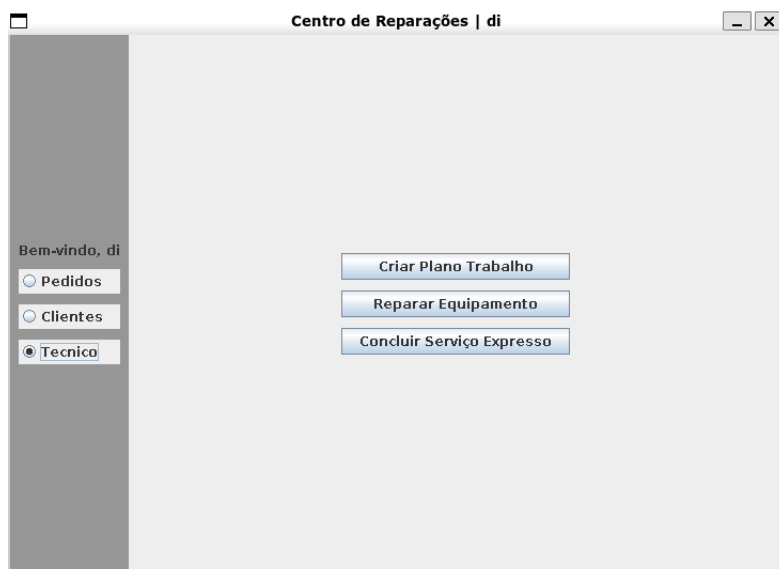 Centro de Reparações | di
Bem-vindo, di
Pedidos
Clientes
Tecnico
Criar Plano Trabalho
Reparar Equipamento
Concluir Serviço Expresso